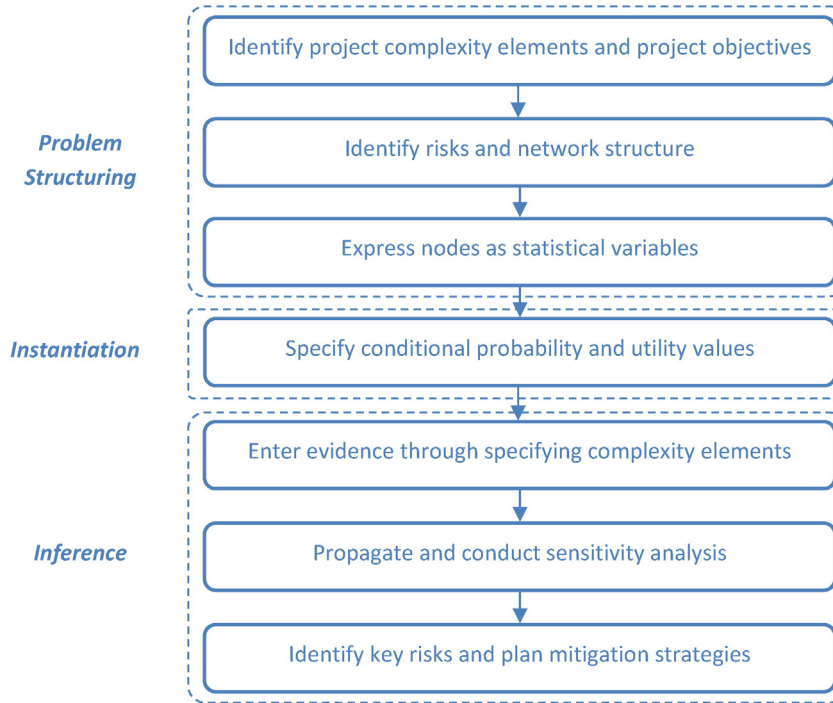 Identify project complexity elements and project objectives
Problem
Structuring
Identify risks and network structure
Express nodes as statistical variables
Instantiation
Specify conditional probability and utility values
Enter evidence through specifying complexity elements
Inference
Propagate and conduct sensitivity analysis
Identify key risks and plan mitigation strategies